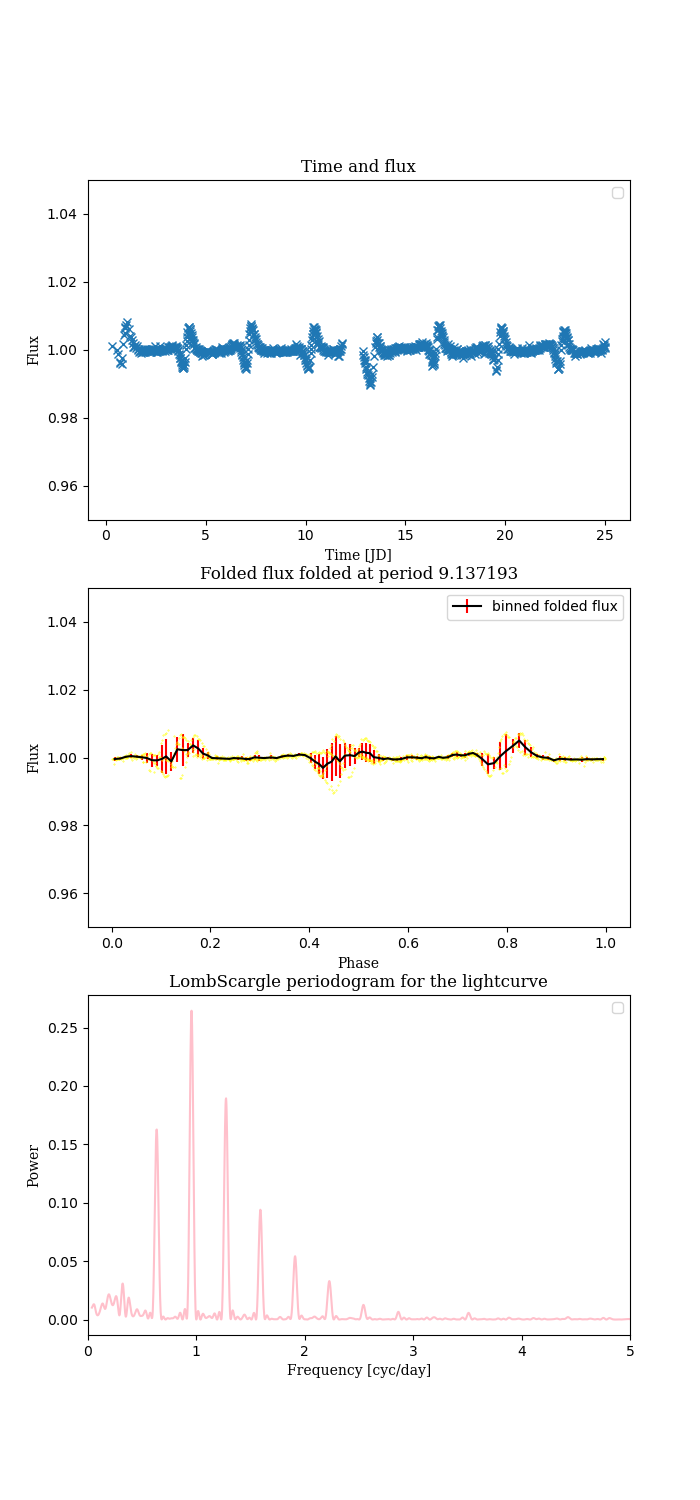 Time and flux
1.04
1.02
1.00
0.98
0.96
Flux
0 5 10 15 20 25
Time [JD]
Folded flux folded at period 9.137193
binned folded flux
1.04
1.02
1.00
0.98
0.96
Flux
0.0 0.2 0.4 0.6 0.8 1.0
Phase
LombScargle periodogram for the lightcurve
0.25
0.20
0.15
0.10
0.05
0.00
Power
0 1 2 3 4 5
Frequency [cyc/day]